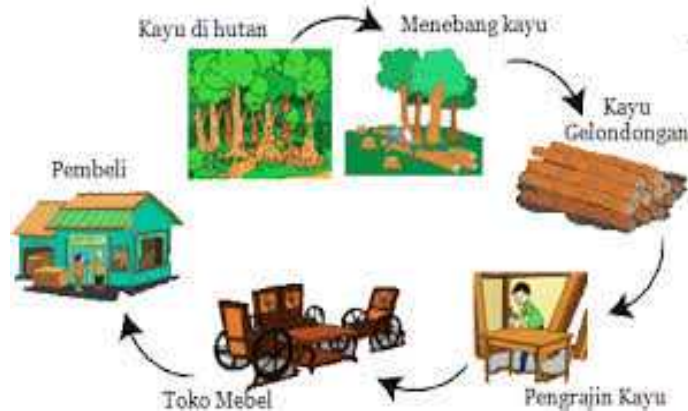 Kayu di hutan
Menebang kayu
Kayu
Gelondongan
Pengrajin Kayu
Toko Mebel
Pembeli